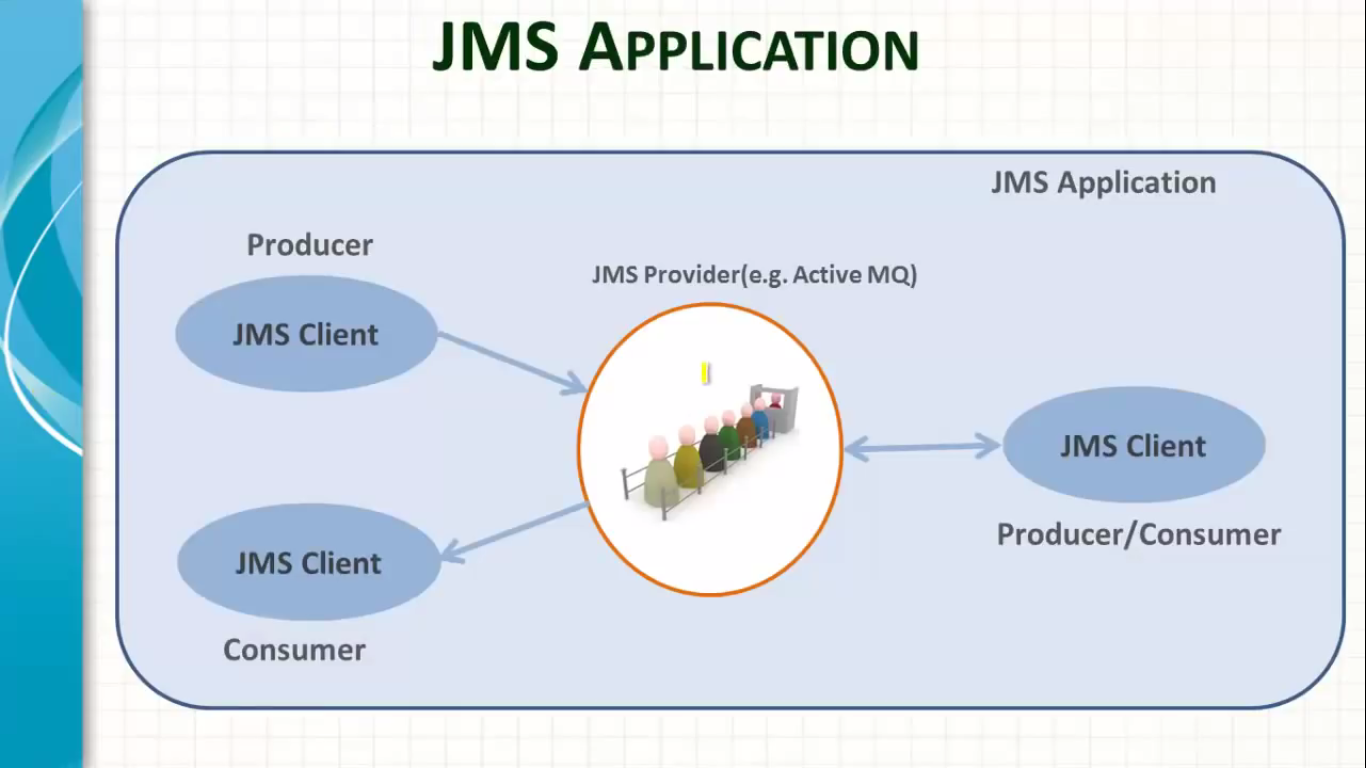 JMS APPLICATION
JMS Application
Producer
JMS Provider(e.g. Active MQ)
JMS Client
JMS Client
Producer/Consumer
JMS Client
Consumer